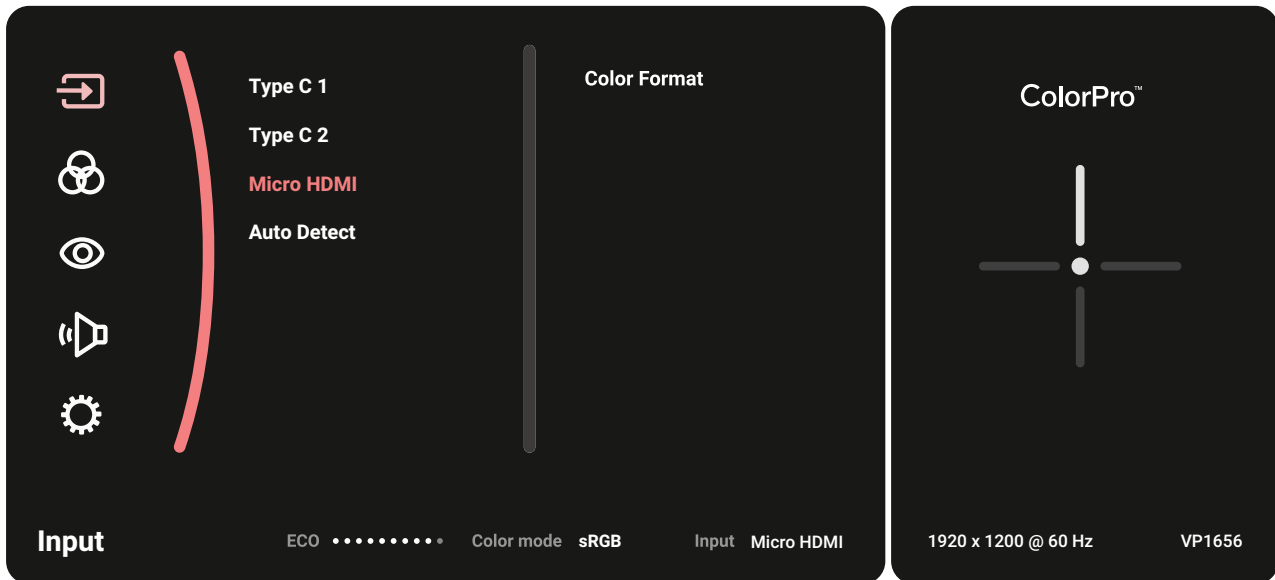 Type C 1
Type C 2
Micro HDMI
Auto Detect
Color Format
Input
ECO
Color mode sRGB
Input Micro HDMI
ColorPro™
1920 x 1200 @ 60 Hz
VP1656